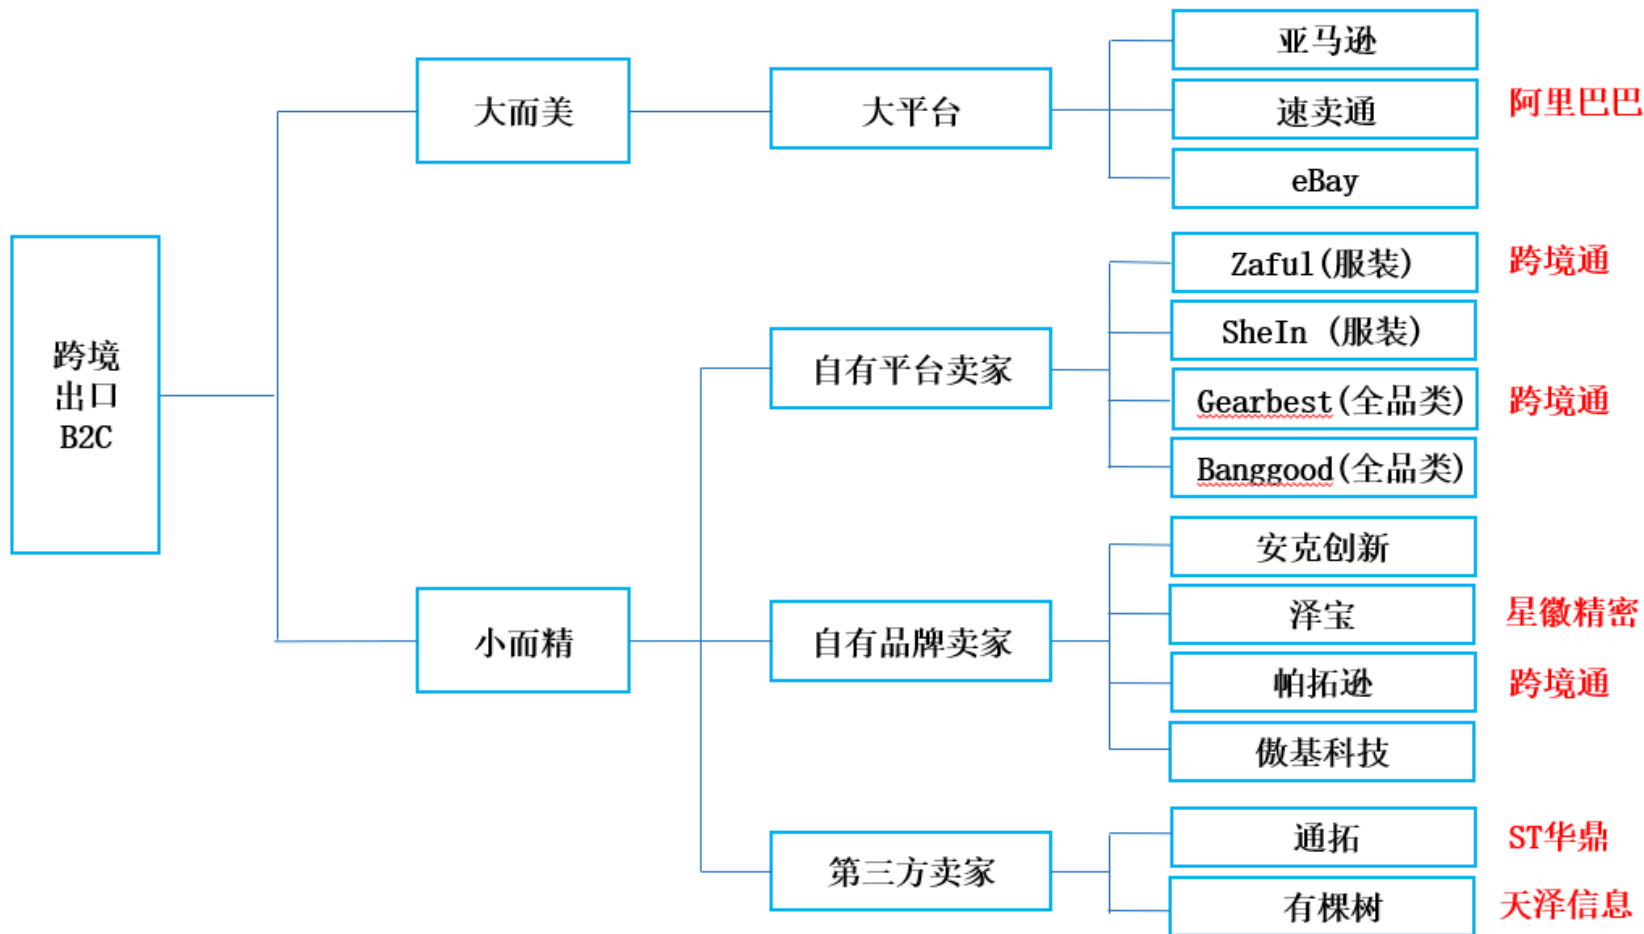 亚马逊
大而美
大平台
速卖通
阿里巴巴
eBay
跨境
出口
B2C
Zaful(服装)
跨境通
SheIn (服装)
自有平台卖家
Gearbest(全品类)
跨境通
Banggood(全品类)
安克创新
泽宝
星徽精密
小而精
自有品牌卖家
帕拓逊
跨境通
傲基科技
通拓
ST华鼎
第三方卖家
有棵树
天泽信息